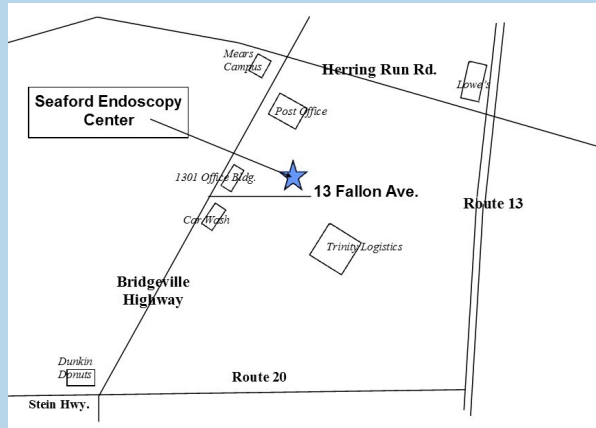 Mears
Campus
Herring Run Rd.
Lowe's
Seaford Endoscopy
Center
Post Office
1301 Office Bldg.
13 Fallon Ave.
Route 13
Car Wash
Trinity Logistics
Bridgeville
Highway
Dunkin
Donuts
Route 20
Stein Hwy.